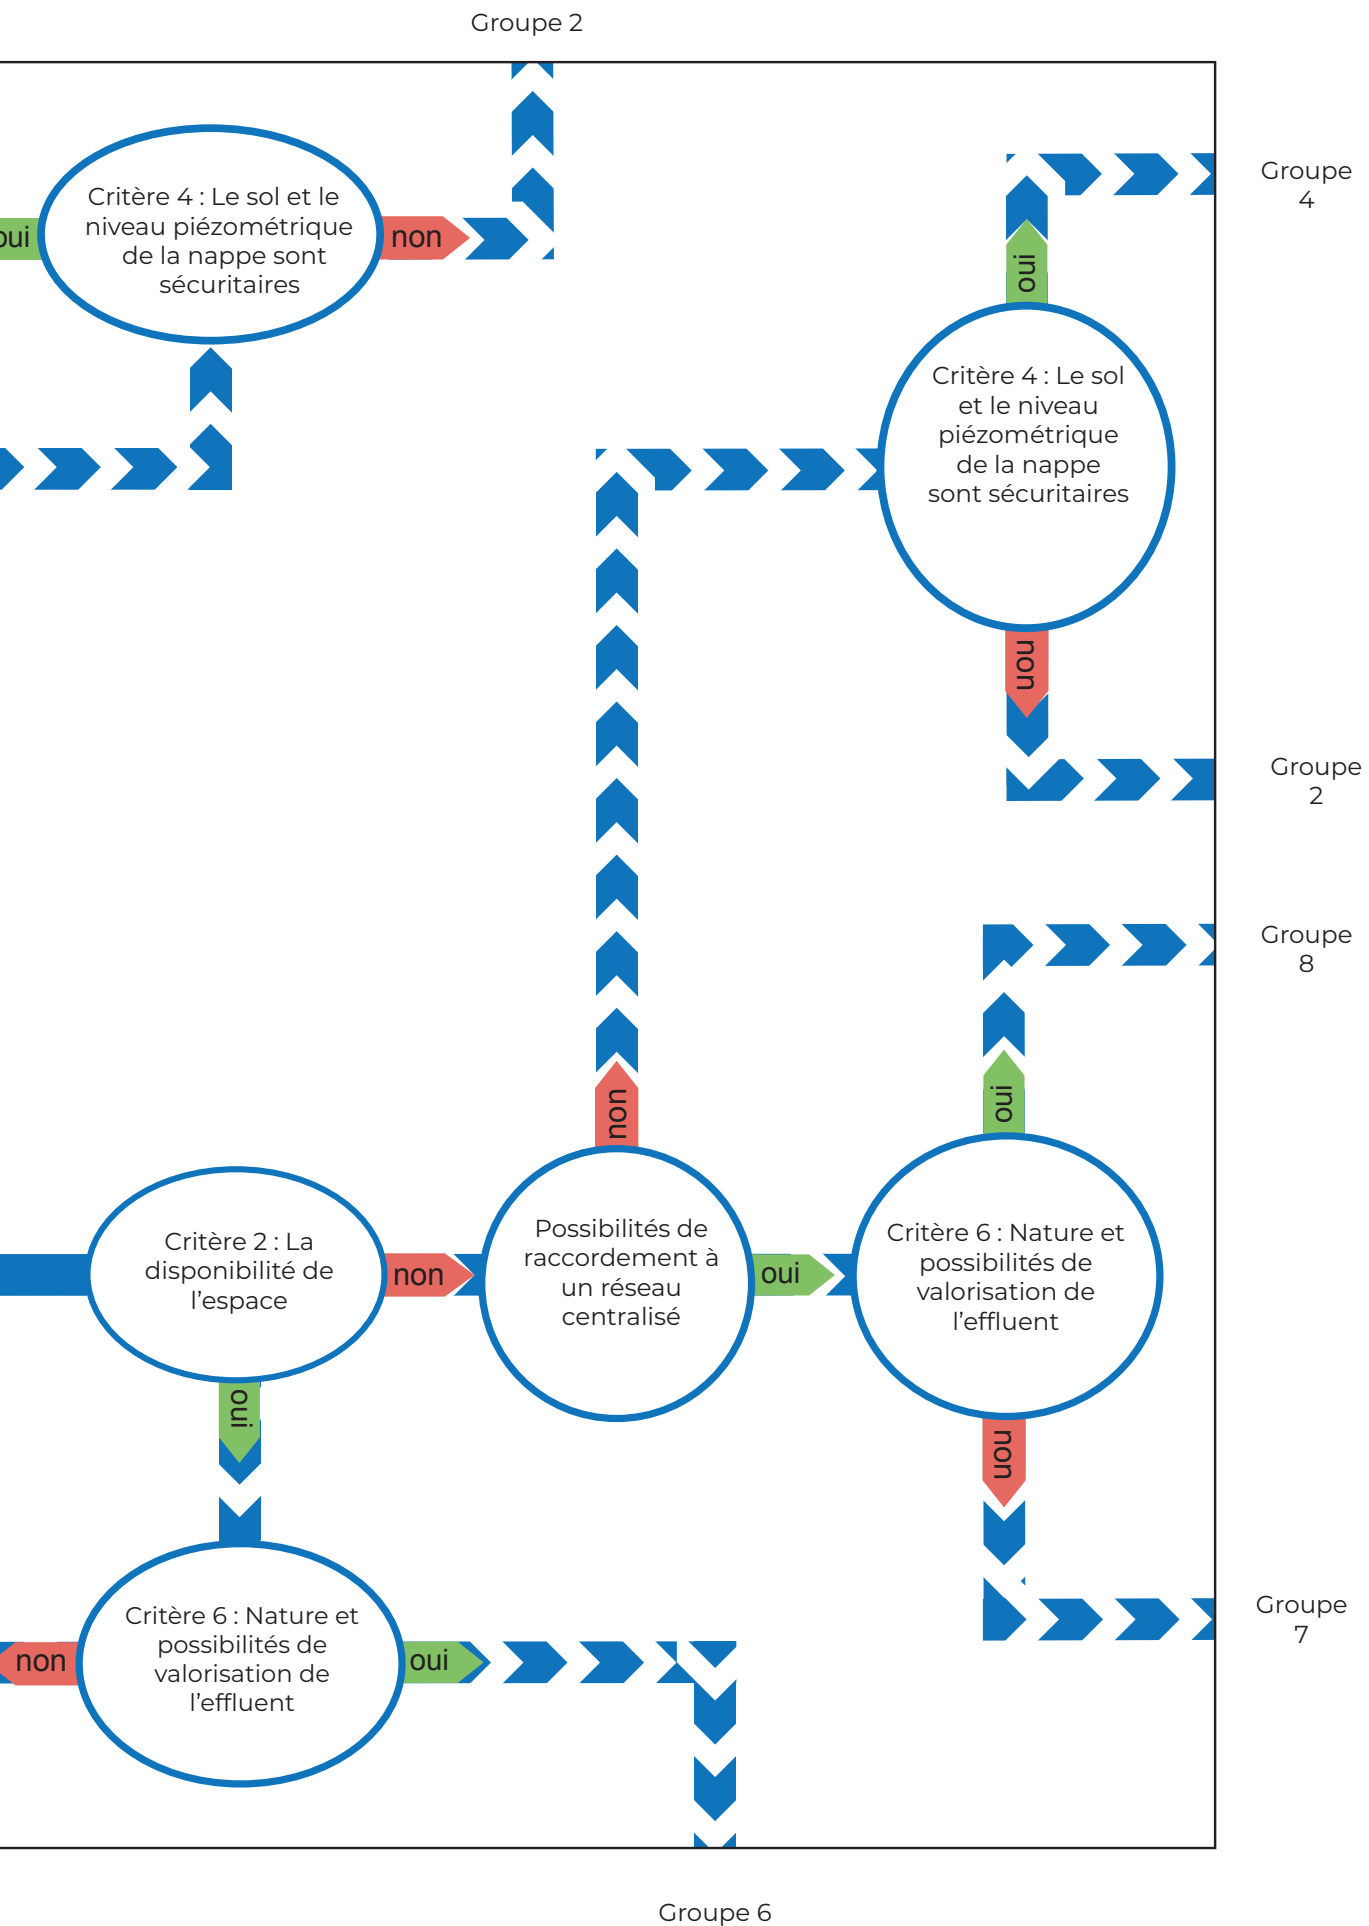 Groupe 2
Critère 4 : Le sol et le
niveau piézométrique
de la nappe sont
sécuritaires
oui
non
Groupe
4
oui
Critère 4 : Le sol
et le niveau
piézométrique
de la nappe
sont sécuritaires
non
Groupe
2
Groupe
8
oui
non
Critère 2 : La
disponibilité de
l'espace
non
Possibilités de
raccordement à
un réseau
centralisé
oui
Critère 6 : Nature et
possibilités de
valorisation de
l'effluent
oui
non
Groupe
7
Critère 6 : Nature et
possibilités de
valorisation de
l'effluent
non
oui
Groupe 6